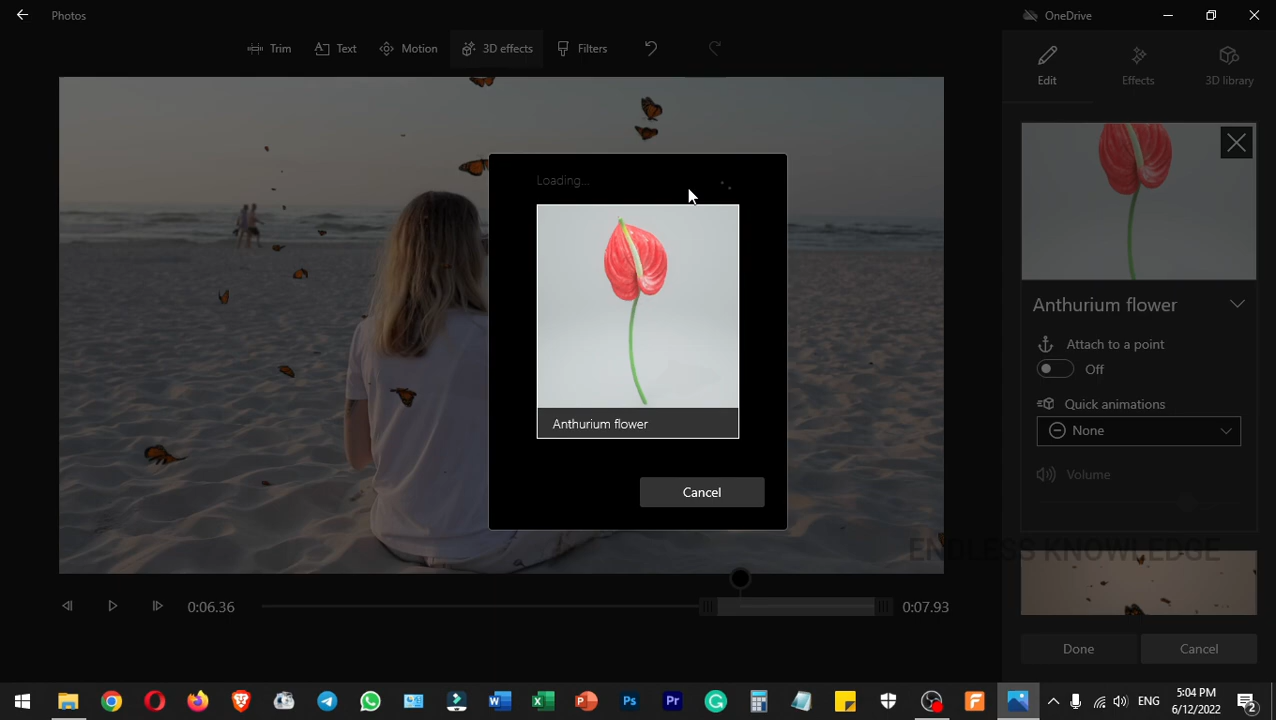 Photos
OneDrive
Trim
Text
Motion
3D effects
Filters
Edit
Effects
3D library
Loading...
Anthurium flower
Cancel
Anthurium flower
Attach to a point
Off
Quick animations
None
Volume
ENDLESS KNOWLEDGE
0:06.36
0:07.93
Done
Cancel
ENG
5:04 PM
6/12/2022
2